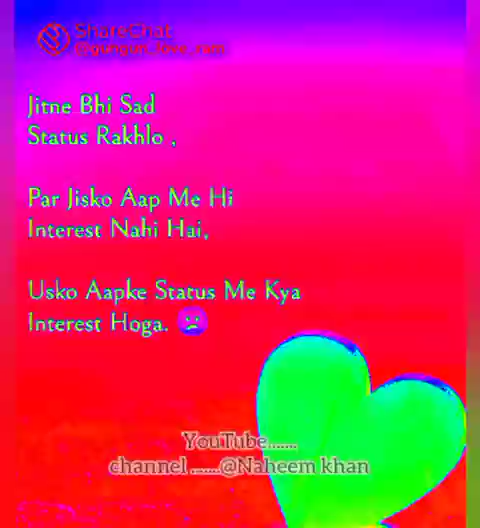 ShareChat
@gungun_love_ram
Jitne Bhi Sad
Status Rakhlo ,
Par Jisko Aap Me Hi
Interest Nahi Hai,
Usko Aapke Status Me Kya
Interest Hoga. ☹️
YouTube.......
channel .......@Naheem khan